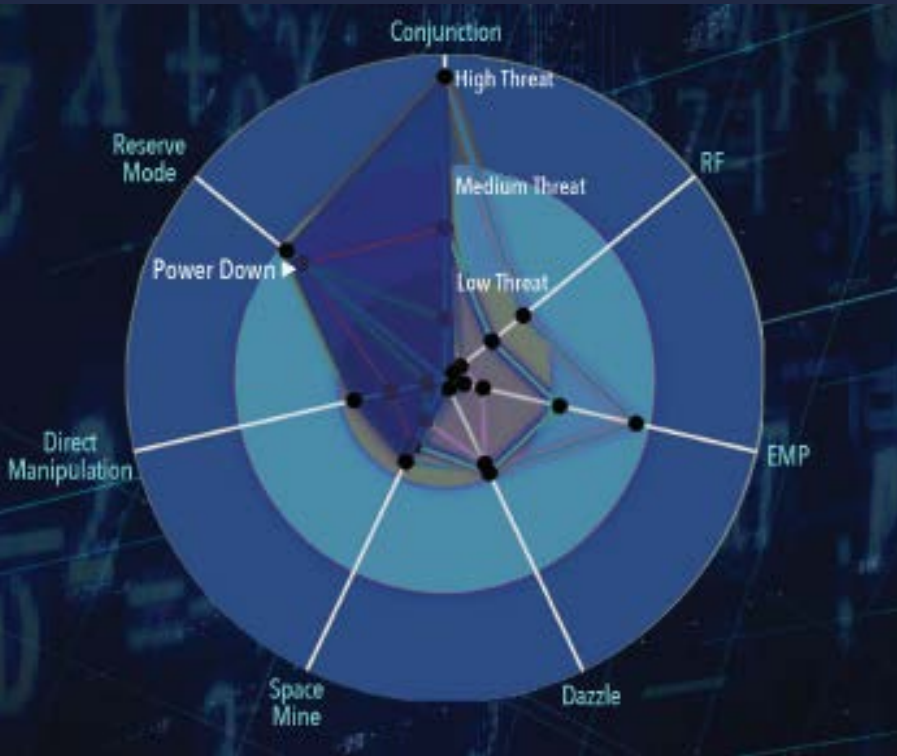 Conjunction
High Threat
Reserve
Mode
RF
Medium Threat
Power Down
Low Threat
Direct
Manipulation
EMP
Space
Mine
Dazzle